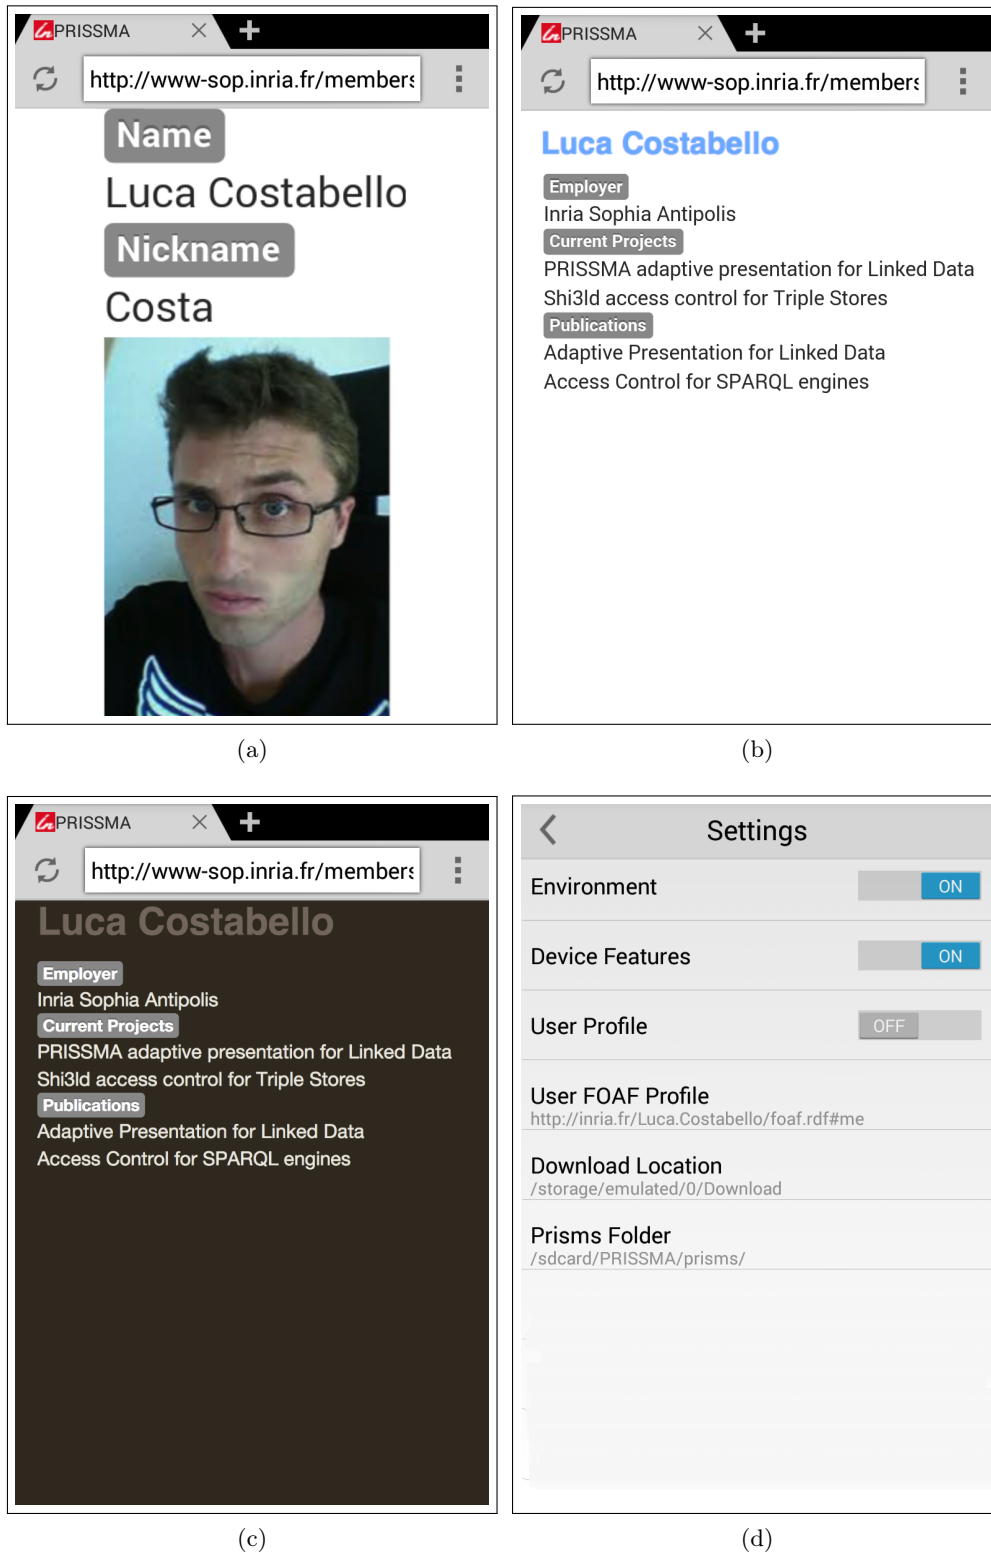 PRISSMA
http://www-sop.inria.fr/members
Name
Luca Costabello
Nickname
Costa
(a)
PRISSMA
http://www-sop.inria.fr/members
Luca Costabello
Employer
Inria Sophia Antipolis
Current Projects
PRISSMA adaptive presentation for Linked Data
Shi3ld access control for Triple Stores
Publications
Adaptive Presentation for Linked Data
Access Control for SPARQL engines
(b)
PRISSMA
http://www-sop.inria.fr/members
Luca Costabello
Employer
Inria Sophia Antipolis
Current Projects
PRISSMA adaptive presentation for Linked Data
Shi3ld access control for Triple Stores
Publications
Adaptive Presentation for Linked Data
Access Control for SPARQL engines
(c)
Settings
Environment ON
Device Features ON
User Profile OFF
User FOAF Profile
http://inria.fr/Luca.Costabello/foaf.rdf#me
Download Location
/storage/emulated/0/Download
Prisms Folder
/sdcard/PRISSMA/prisms/
(d)